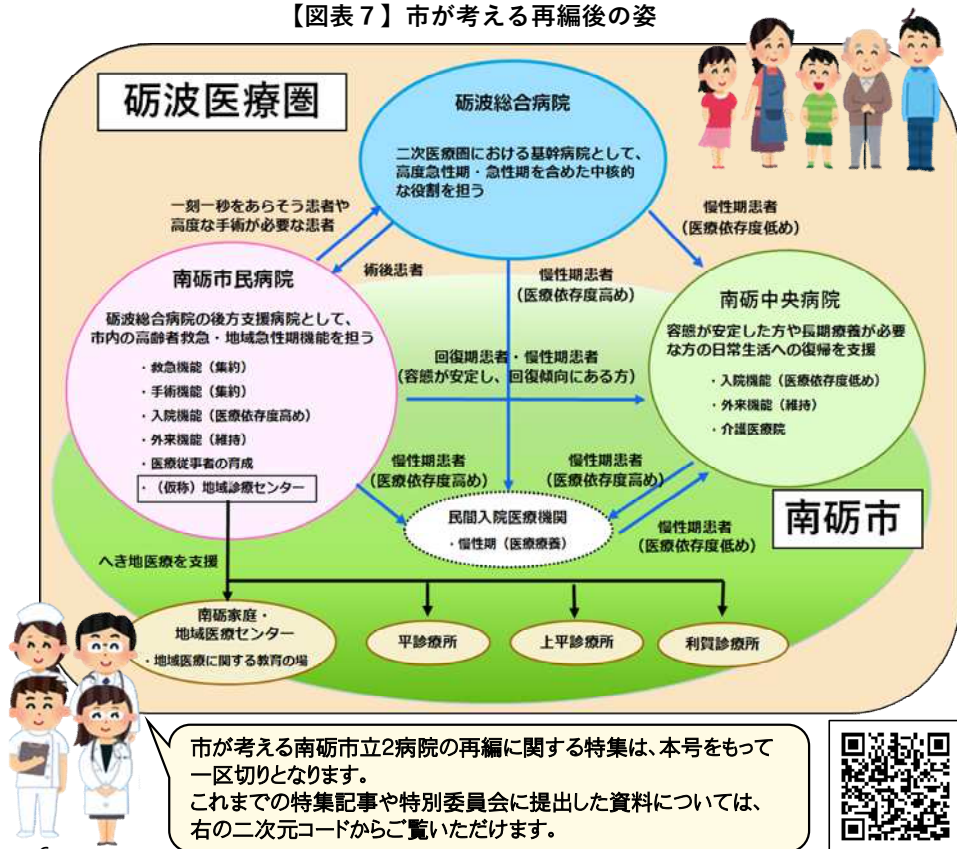 【図表７】市が考える再編後の姿
砺波医療圏
砺波総合病院
二次医療圏における基幹病院として、
高度急性期・急性期を含めた中核的
な役割を担う
一刻一秒をあらそう患者や
高度な手術が必要な患者
術後患者
慢性期患者
（医療依存度高め）
慢性期患者
（医療依存度低め）
南砺市民病院
砺波総合病院の後方支援病院として、
市内の高齢者救急・地域急性期機能を担う
・救急機能（集約）
・手術機能（集約）
・入院機能（医療依存度高め）
・外来機能（維持）
・医療従事者の育成
・（仮称）地域診療センター
回復期患者・慢性期患者
（容態が安定し、回復傾向にある方）
南砺中央病院
容態が安定した方や長期療養が必要
な方の日常生活への復帰を支援
・入院機能（医療依存度低め）
・外来機能（維持）
・介護医療院
慢性期患者
（医療依存度高め）
慢性期患者
（医療依存度高め）
民間入院医療機関
・慢性期（医療療養）
慢性期患者
（医療依存度低め）
南砺市
へき地医療を支援
南砺家庭・
地域医療センター
・地域医療に関する教育の場
平診療所
上平診療所
利賀診療所
市が考える南砺市立2病院の再編に関する特集は、本号をもって
一区切りとなります。
これまでの特集記事や特別委員会に提出した資料については、
右の二次元コードからご覧いただけます。